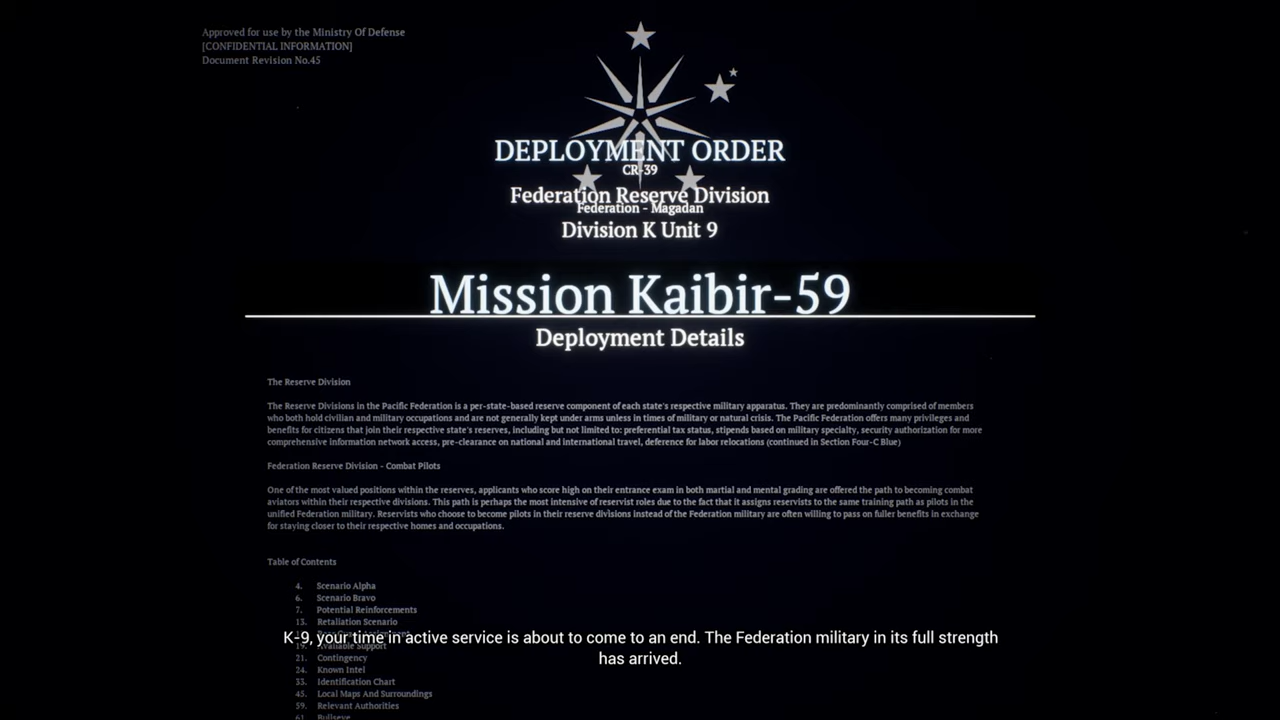 Approved for use by the Ministry Of Defense
[CONFIDENTIAL INFORMATION]
Document Revision No.45
DEPLOYMENT ORDER
CR-39
Federation Reserve Division
Federation - Magadan
Division K Unit 9
Mission Kaibir-59
Deployment Details
The Reserve Division
The Reserve Divisions in the Pacific Federation is a per-state-based reserve component of each state's respective military apparatus. They are predominantly comprised of members
who both hold civilian and military occupations and are not generally kept under arms unless in times of military or natural crisis. The Pacific Federation offers many privileges and
benefits for citizens that join their respective state's reserves, including but not limited to: preferential tax status, stipends based on military specialty, security authorization for more
comprehensive information network access, pre-clearance on national and international travel, deference for labor relocations (continued in Section Four-C Blue)
Federation Reserve Division - Combat Pilots
One of the most valued positions within the reserves, applicants who score high on their entrance exam in both martial and mental grading are offered the path to becoming combat
aviators within their respective divisions. This path is perhaps the most intensive of reservist roles due to the fact that it assigns reservists to the same training path as pilots in the
unified Federation military. Reservists who choose to become pilots in their reserve divisions instead of the Federation military are often willing to pass on fuller benefits in exchange
for staying closer to their respective homes and occupations.
Table of Contents
4. Scenario Alpha
6. Scenario Bravo
7. Potential Reinforcements
13. Retaliation Scenario
19. Available Support
21. Contingency
24. Known Intel
33. Identification Chart
45. Local Maps And Surroundings
59. Relevant Authorities
61. Bullseye
K-9, your time in active service is about to come to an end. The Federation military in its full strength
has arrived.